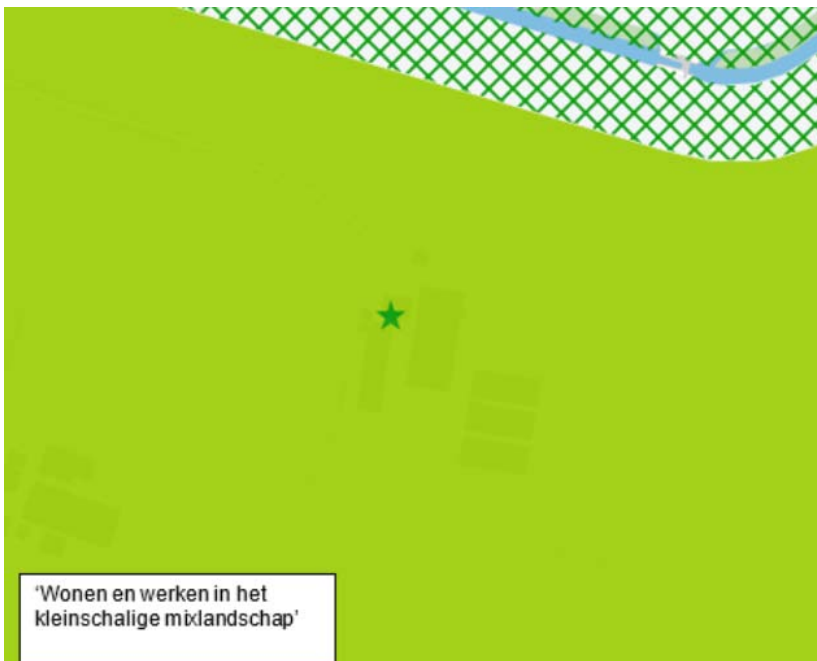 ‘Wonen en werken in het
kleinschalige mixlandschap’